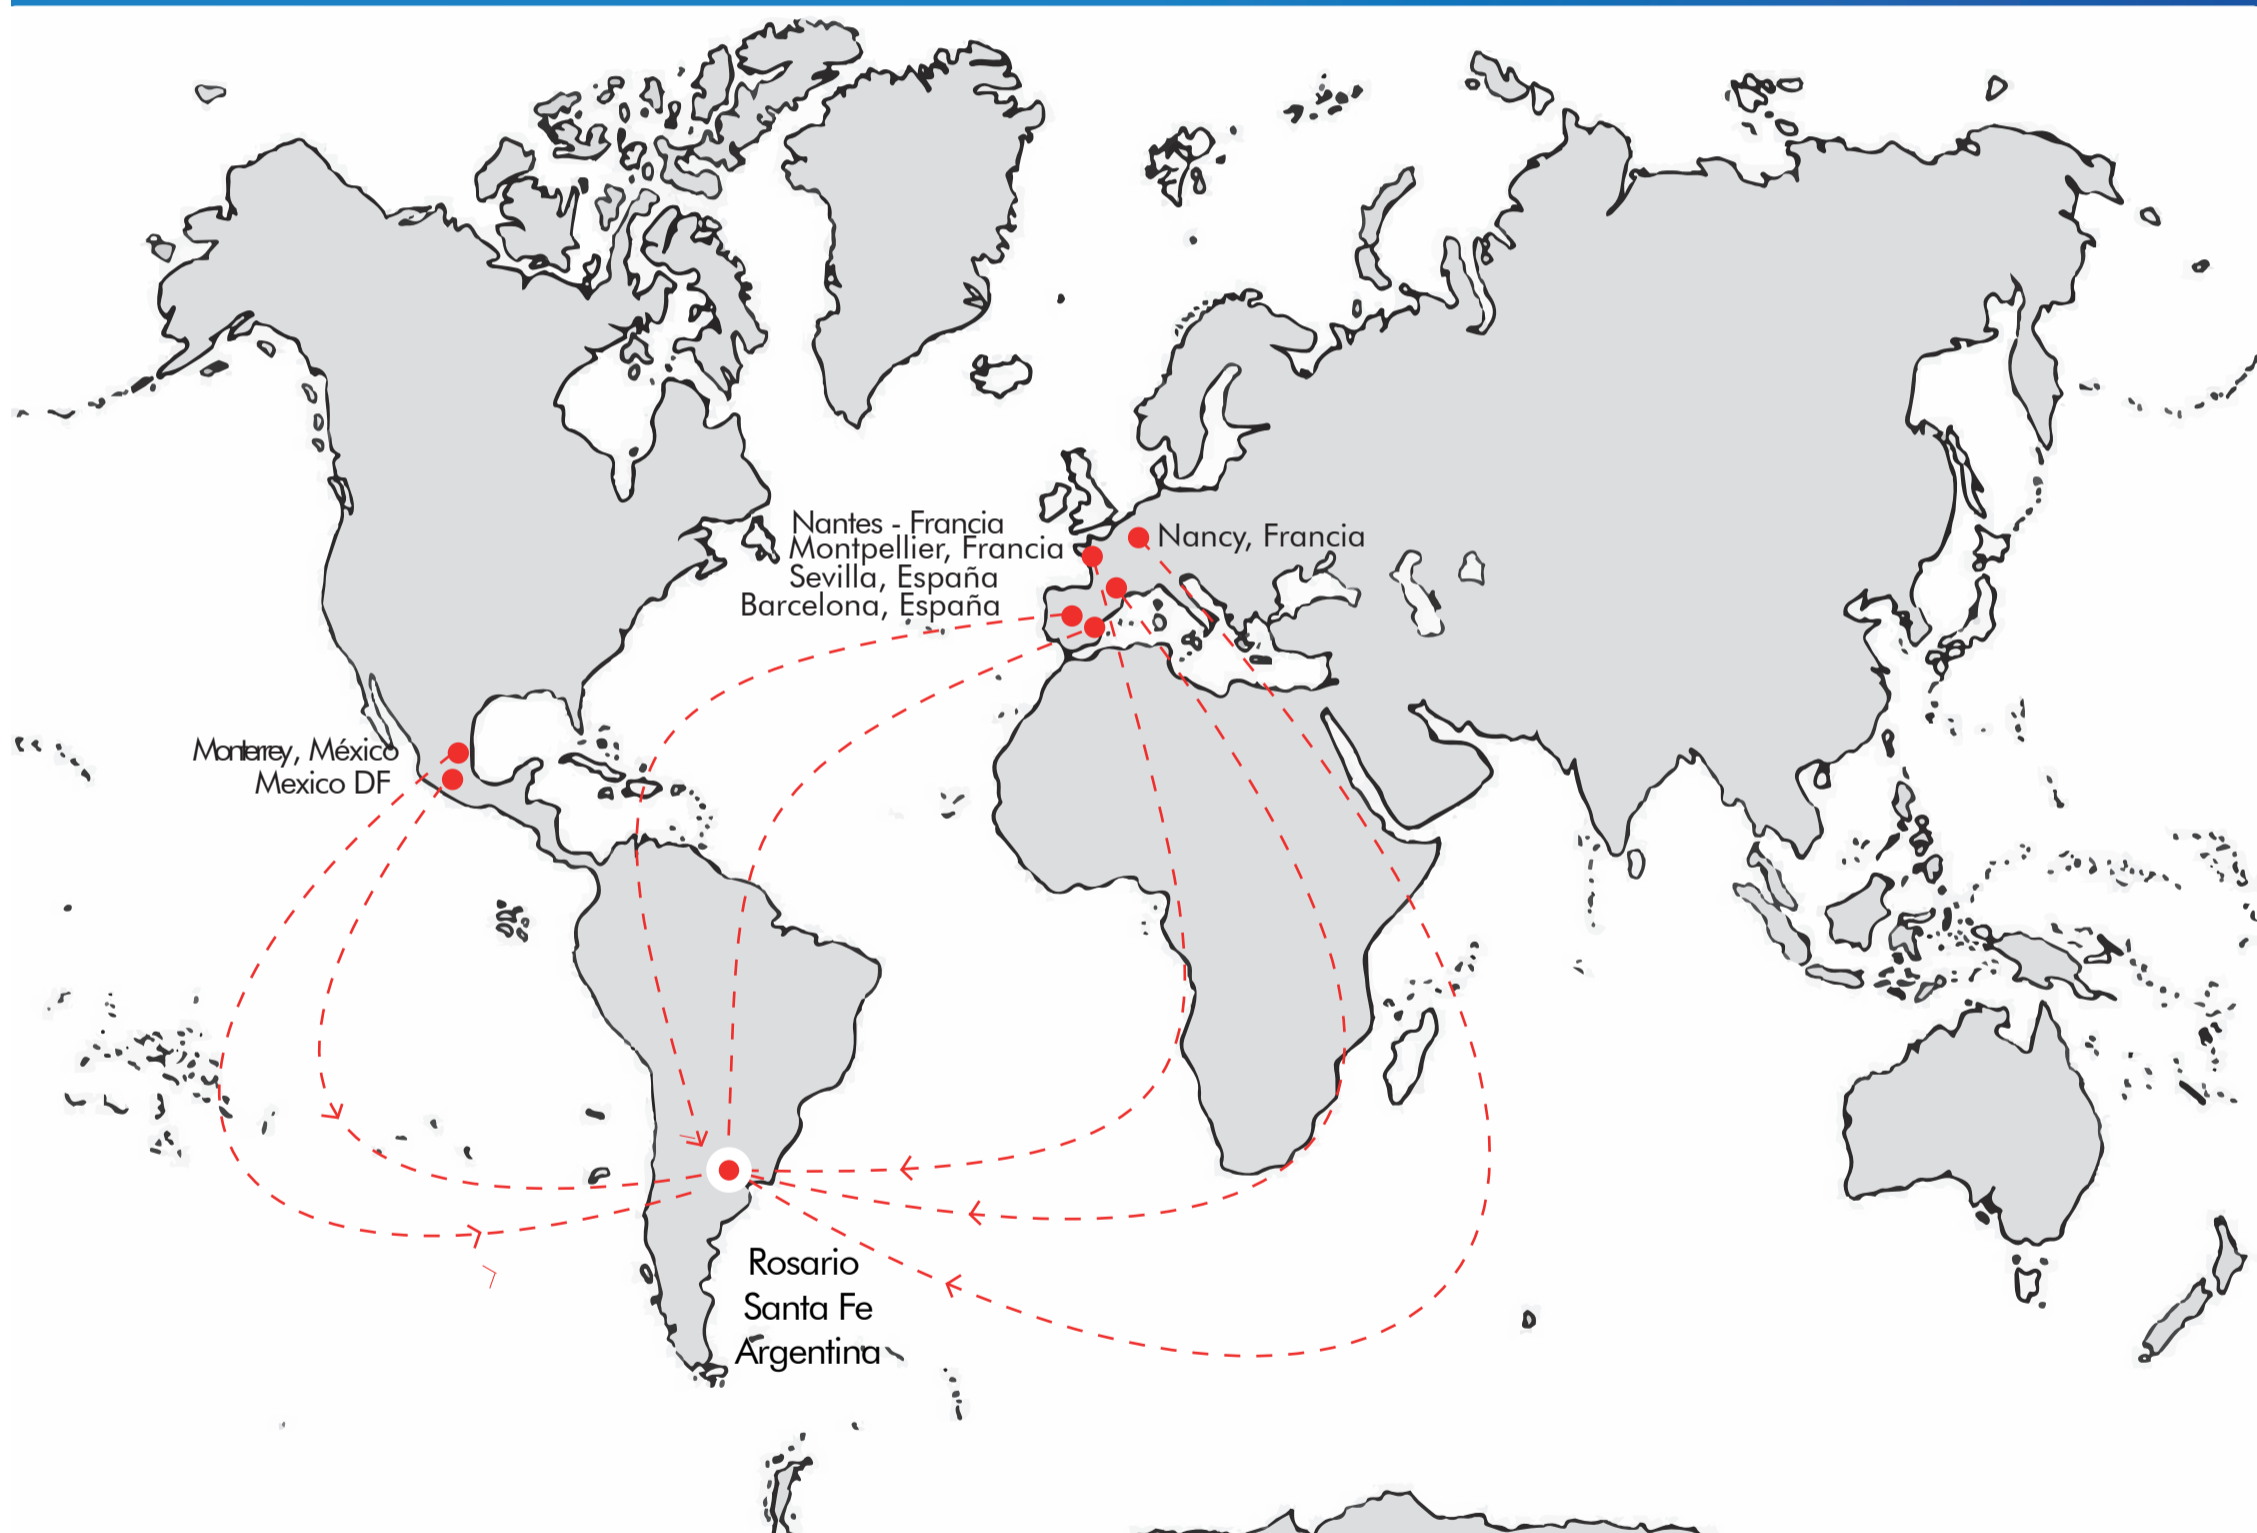 Nantes - Francia
Montpellier, Francia
Sevilla, España
Barcelona, España
Nancy, Francia
Monterrey, México
Mexico DF
Rosario
Santa Fe
Argentina